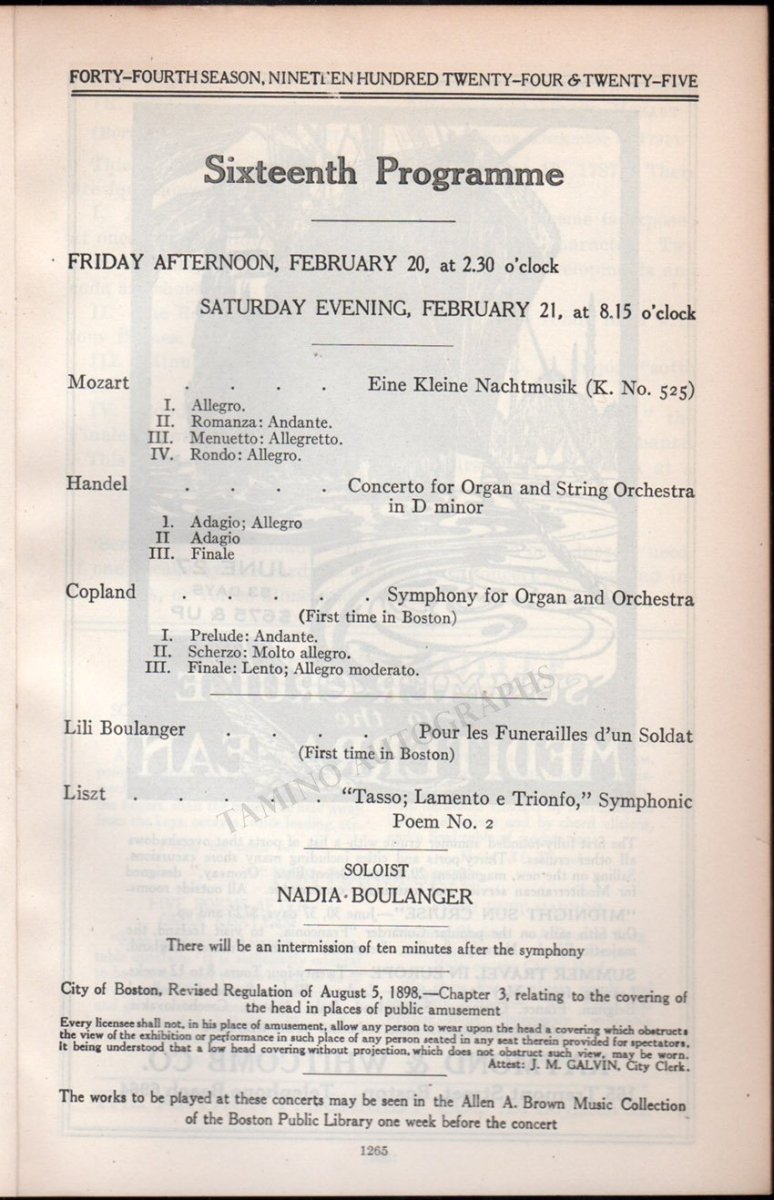 FORTY-FOURTH SEASON, NINETEEN HUNDRED TWENTY-FOUR & TWENTY-FIVE
Sixteenth Programme
FRIDAY AFTERNOON, FEBRUARY 20, at 2.30 o'clock
SATURDAY EVENING, FEBRUARY 21, at 8.15 o'clock
Mozart . . . . Eine Kleine Nachtmusik (K. No. 525)
I. Allegro.
II. Romanza: Andante.
III. Menuetto: Allegretto.
IV. Rondo: Allegro.
Handel . . . . Concerto for Organ and String Orchestra
in D minor
I. Adagio; Allegro
II Adagio
III. Finale
Copland . . . . . Symphony for Organ and Orchestra
(First time in Boston)
I. Prelude: Andante.
II. Scherzo: Molto allegro.
III. Finale: Lento; Allegro moderato.
Lili Boulanger . . . . . Pour les Funerailles d'un Soldat
(First time in Boston)
Liszt . . . . . "Tasso; Lamento e Trionfo," Symphonic
Poem No. 2
TAMINO AUTOGRAPHS
SOLOIST
NADIA BOULANGER
There will be an intermission of ten minutes after the symphony
City of Boston, Revised Regulation of August 5, 1898,—Chapter 3, relating to the covering of
the head in places of public amusement
Every licensee shall not, in his place of amusement, allow any person to wear upon the head a covering which obstructs
the view of the exhibition or performance in such place of any person seated in any seat therein provided for spectators,
it being understood that a low head covering without projection, which does not obstruct such view, may be worn.
Attest: J. M. GALVIN, City Clerk.
The works to be played at these concerts may be seen in the Allen A. Brown Music Collection
of the Boston Public Library one week before the concert
1265